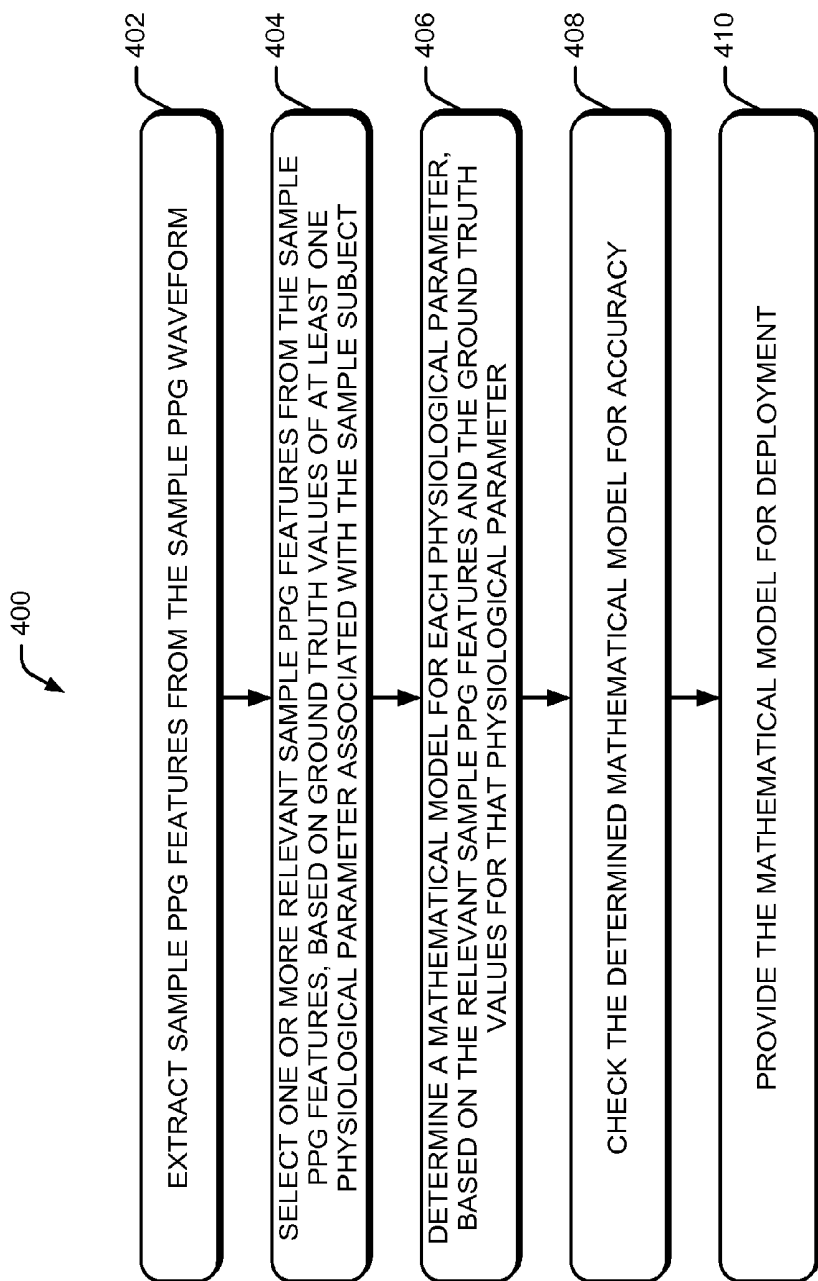 400
402
EXTRACT SAMPLE PPG FEATURES FROM THE SAMPLE PPG WAVEFORM
404
SELECT ONE OR MORE RELEVANT SAMPLE PPG FEATURES FROM THE SAMPLE
PPG FEATURES, BASED ON GROUND TRUTH VALUES OF AT LEAST ONE
PHYSIOLOGICAL PARAMETER ASSOCIATED WITH THE SAMPLE SUBJECT
406
DETERMINE A MATHEMATICAL MODEL FOR EACH PHYSIOLOGICAL PARAMETER,
BASED ON THE RELEVANT SAMPLE PPG FEATURES AND THE GROUND TRUTH
VALUES FOR THAT PHYSIOLOGICAL PARAMETER
408
CHECK THE DETERMINED MATHEMATICAL MODEL FOR ACCURACY
410
PROVIDE THE MATHEMATICAL MODEL FOR DEPLOYMENT